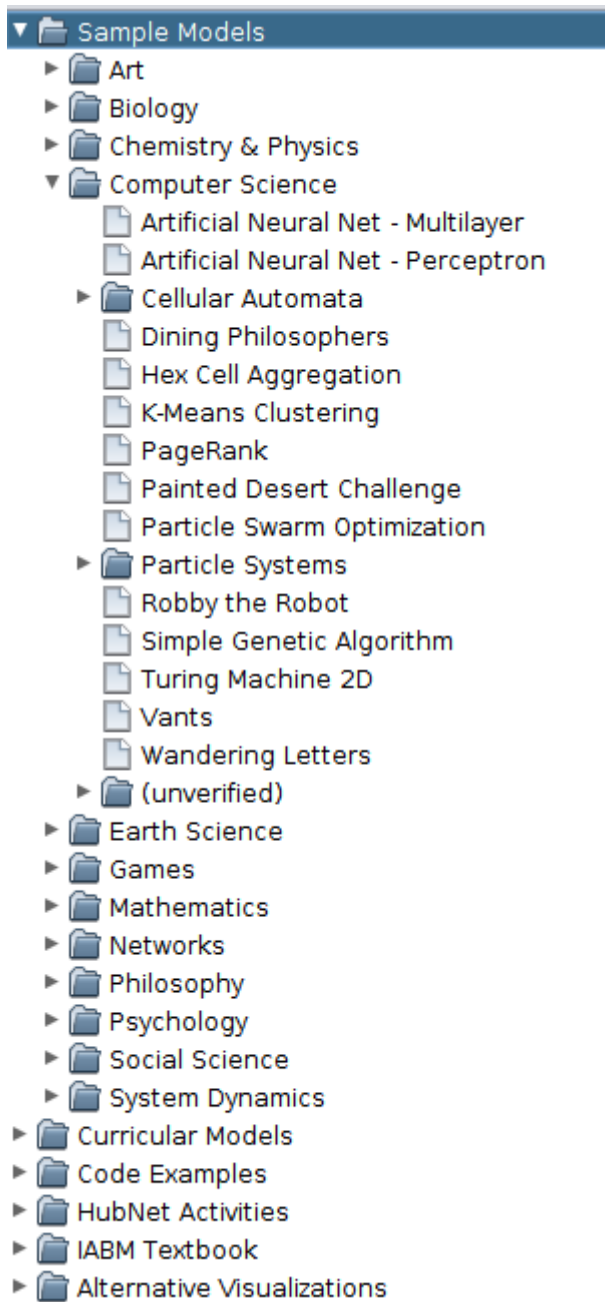 Sample Models
Art
Biology
Chemistry & Physics
Computer Science
Artificial Neural Net - Multilayer
Artificial Neural Net - Perceptron
Cellular Automata
Dining Philosophers
Hex Cell Aggregation
K-Means Clustering
PageRank
Painted Desert Challenge
Particle Swarm Optimization
Particle Systems
Robby the Robot
Simple Genetic Algorithm
Turing Machine 2D
Vants
Wandering Letters
(unverified)
Earth Science
Games
Mathematics
Networks
Philosophy
Psychology
Social Science
System Dynamics
Curricular Models
Code Examples
HubNet Activities
IABM Textbook
Alternative Visualizations